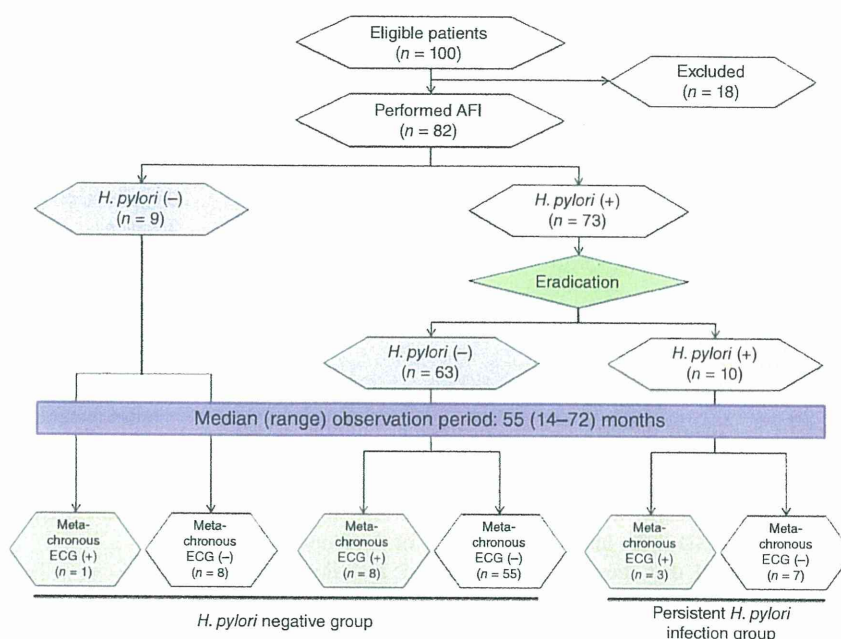 Eligible patients
(n = 100)
Excluded
(n = 18)
Performed AFI
(n = 82)
H. pylori (–)
(n = 9)
H. pylori (+)
(n = 73)
Eradication
H. pylori (–)
(n = 63)
H. pylori (+)
(n = 10)
Median (range) observation period: 55 (14–72) months
Meta-
chronous
ECG (+)
(n = 1)
Meta-
chronous
ECG (–)
(n = 8)
Meta-
chronous
ECG (+)
(n = 8)
Meta-
chronous
ECG (–)
(n = 55)
Meta-
chronous
ECG (+)
(n = 3)
Meta-
chronous
ECG (–)
(n = 7)
H. pylori negative group
Persistent H. pylori
infection group